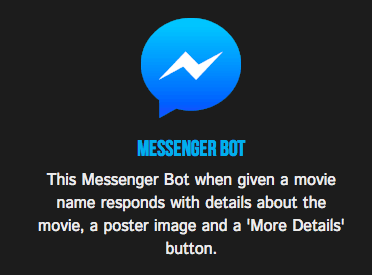 MESSENGER BOT
This Messenger Bot when given a movie
name responds with details about the
movie, a poster image and a 'More Details'
button.